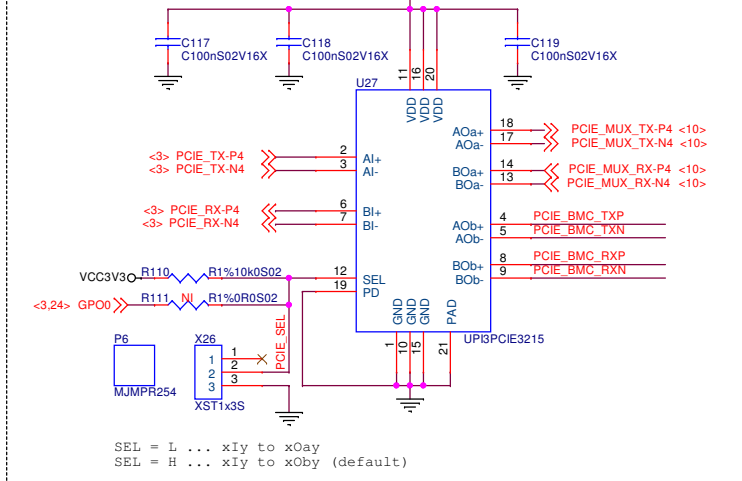 C117
C100nS02V16X
C118
C100nS02V16X
C119
C100nS02V16X
U27
11
16
20
VDD
VDD
VDD
<3> PCIE_TX-P4
2
AI+
<3> PCIE_TX-N4
3
AI-
<3> PCIE_RX-P4
6
BI+
<3> PCIE_RX-N4
7
BI-
AOa+
18
PCIE_MUX_TX-P4 <10>
AOa-
17
PCIE_MUX_TX-N4 <10>
BOa+
14
PCIE_MUX_RX-P4 <10>
BOa-
13
PCIE_MUX_RX-N4 <10>
AOb+
4
PCIE_BMC_TXP
AOb-
5
PCIE_BMC_TXN
BOb+
8
PCIE_BMC_RXP
BOb-
9
PCIE_BMC_RXN
VCC3V3
R110
R1%10k0S02
12
SEL
19
PD
<3,24> GPO0
R111
NI
R1%0R0S02
PCIE_SEL
GND
GND
GND
PAD
1
10
15
21
UPI3PCIE3215
P6
MJMPR254
X26
1
1
2
2
3
3
XST1x3S
SEL = L ... xIy to xOay
SEL = H ... xIy to xOby (default)